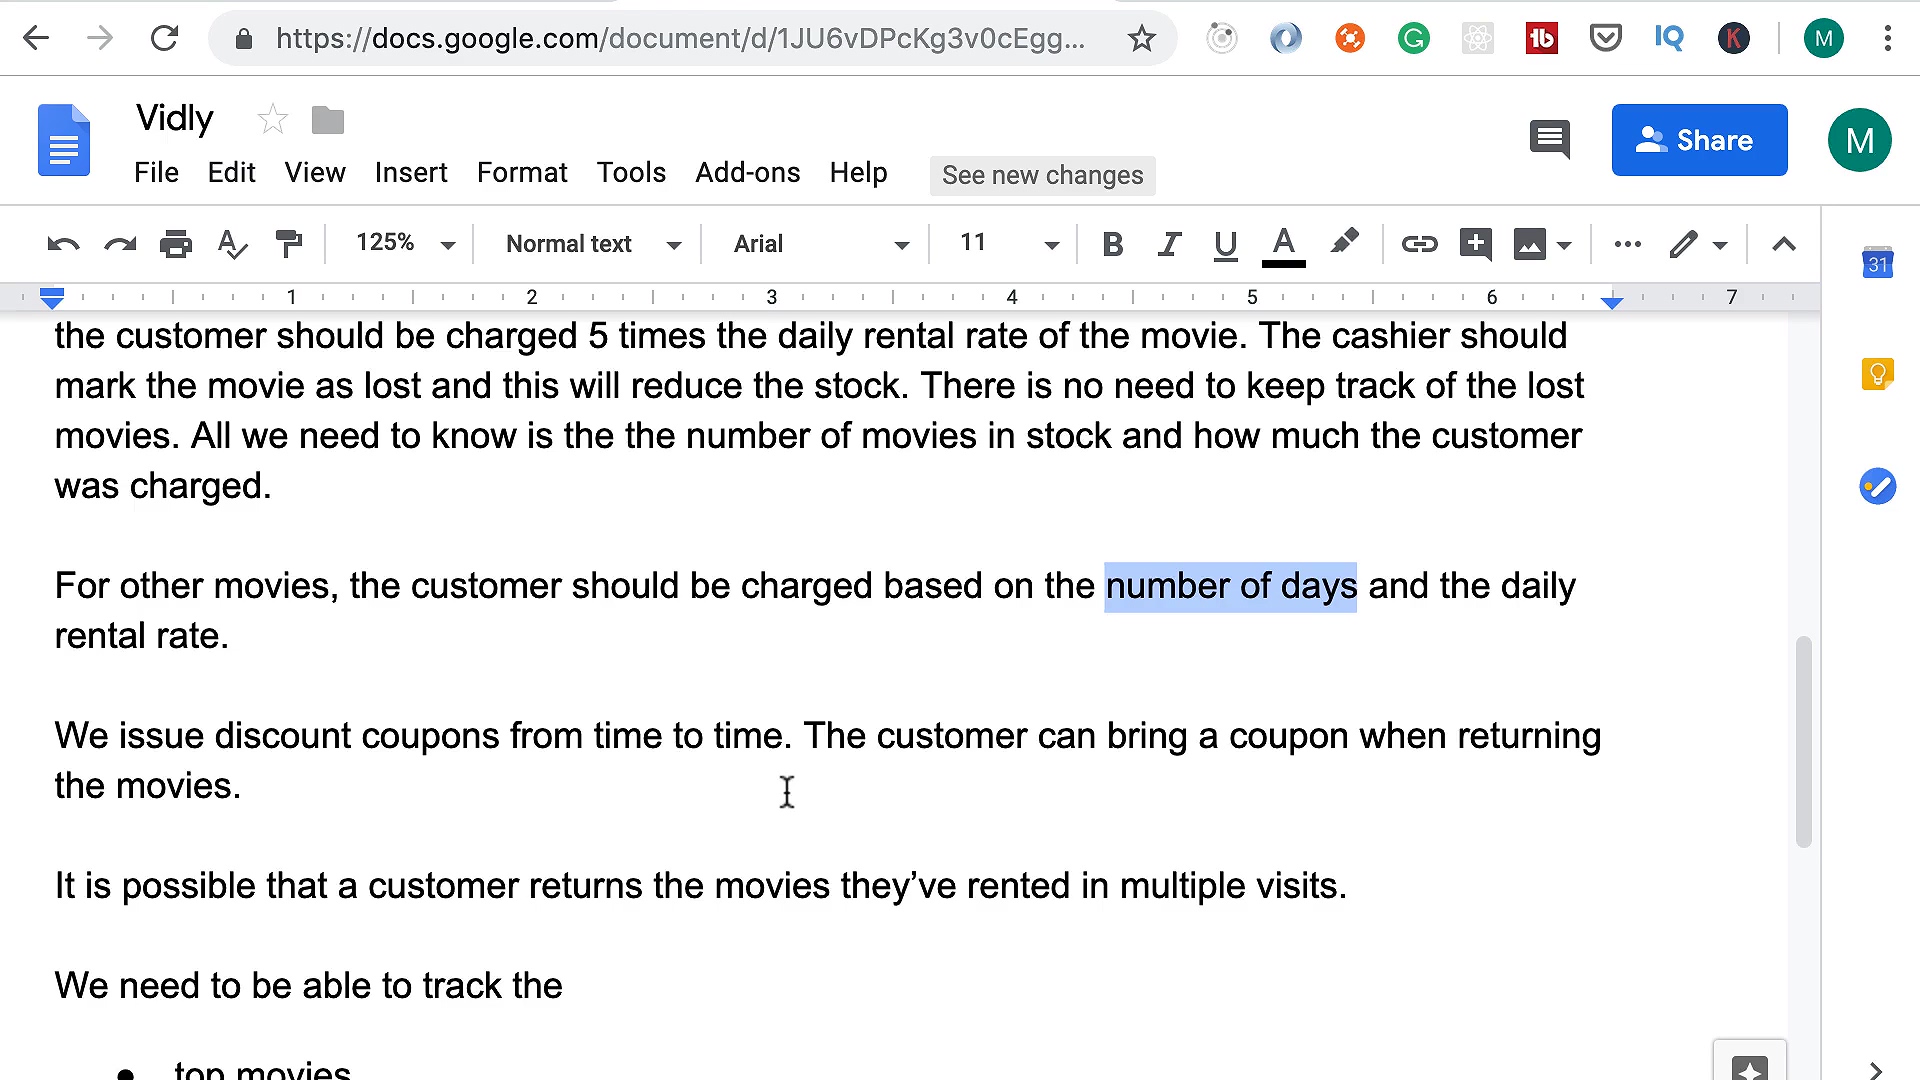 https://docs.google.com/document/d/1JU6vDPcKg3v0cEgg...
Vidly
File Edit View Insert Format Tools Add-ons Help See new changes
Share
M
125% Normal text Arial 11 B I U A
31
1 2 3 4 5 6 7
the customer should be charged 5 times the daily rental rate of the movie. The cashier should
mark the movie as lost and this will reduce the stock. There is no need to keep track of the lost
movies. All we need to know is the the number of movies in stock and how much the customer
was charged.
For other movies, the customer should be charged based on the number of days and the daily
rental rate.
We issue discount coupons from time to time. The customer can bring a coupon when returning
the movies.
It is possible that a customer returns the movies they’ve rented in multiple visits.
We need to be able to track the
● top movies